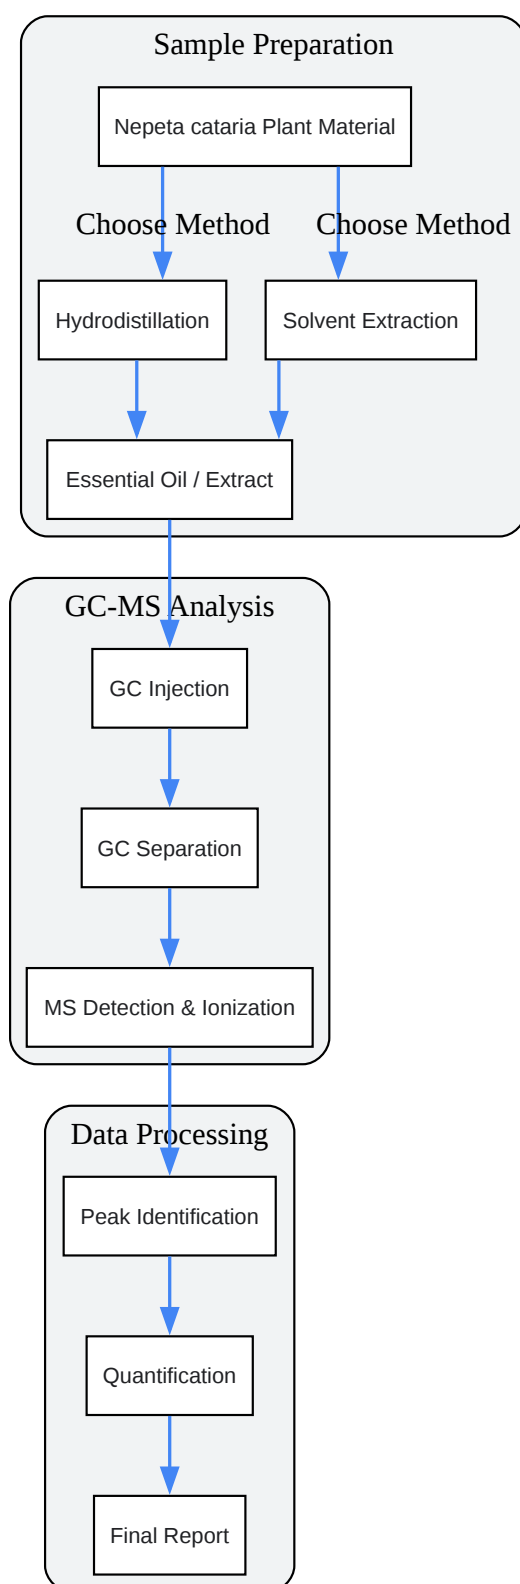 Sample Preparation
Nepeta cataria Plant Material
Choose Method
Choose Method
Hydrodistillation
Solvent Extraction
Essential Oil / Extract
GC-MS Analysis
GC Injection
GC Separation
MS Detection & Ionization
Data Processing
Peak Identification
Quantification
Final Report